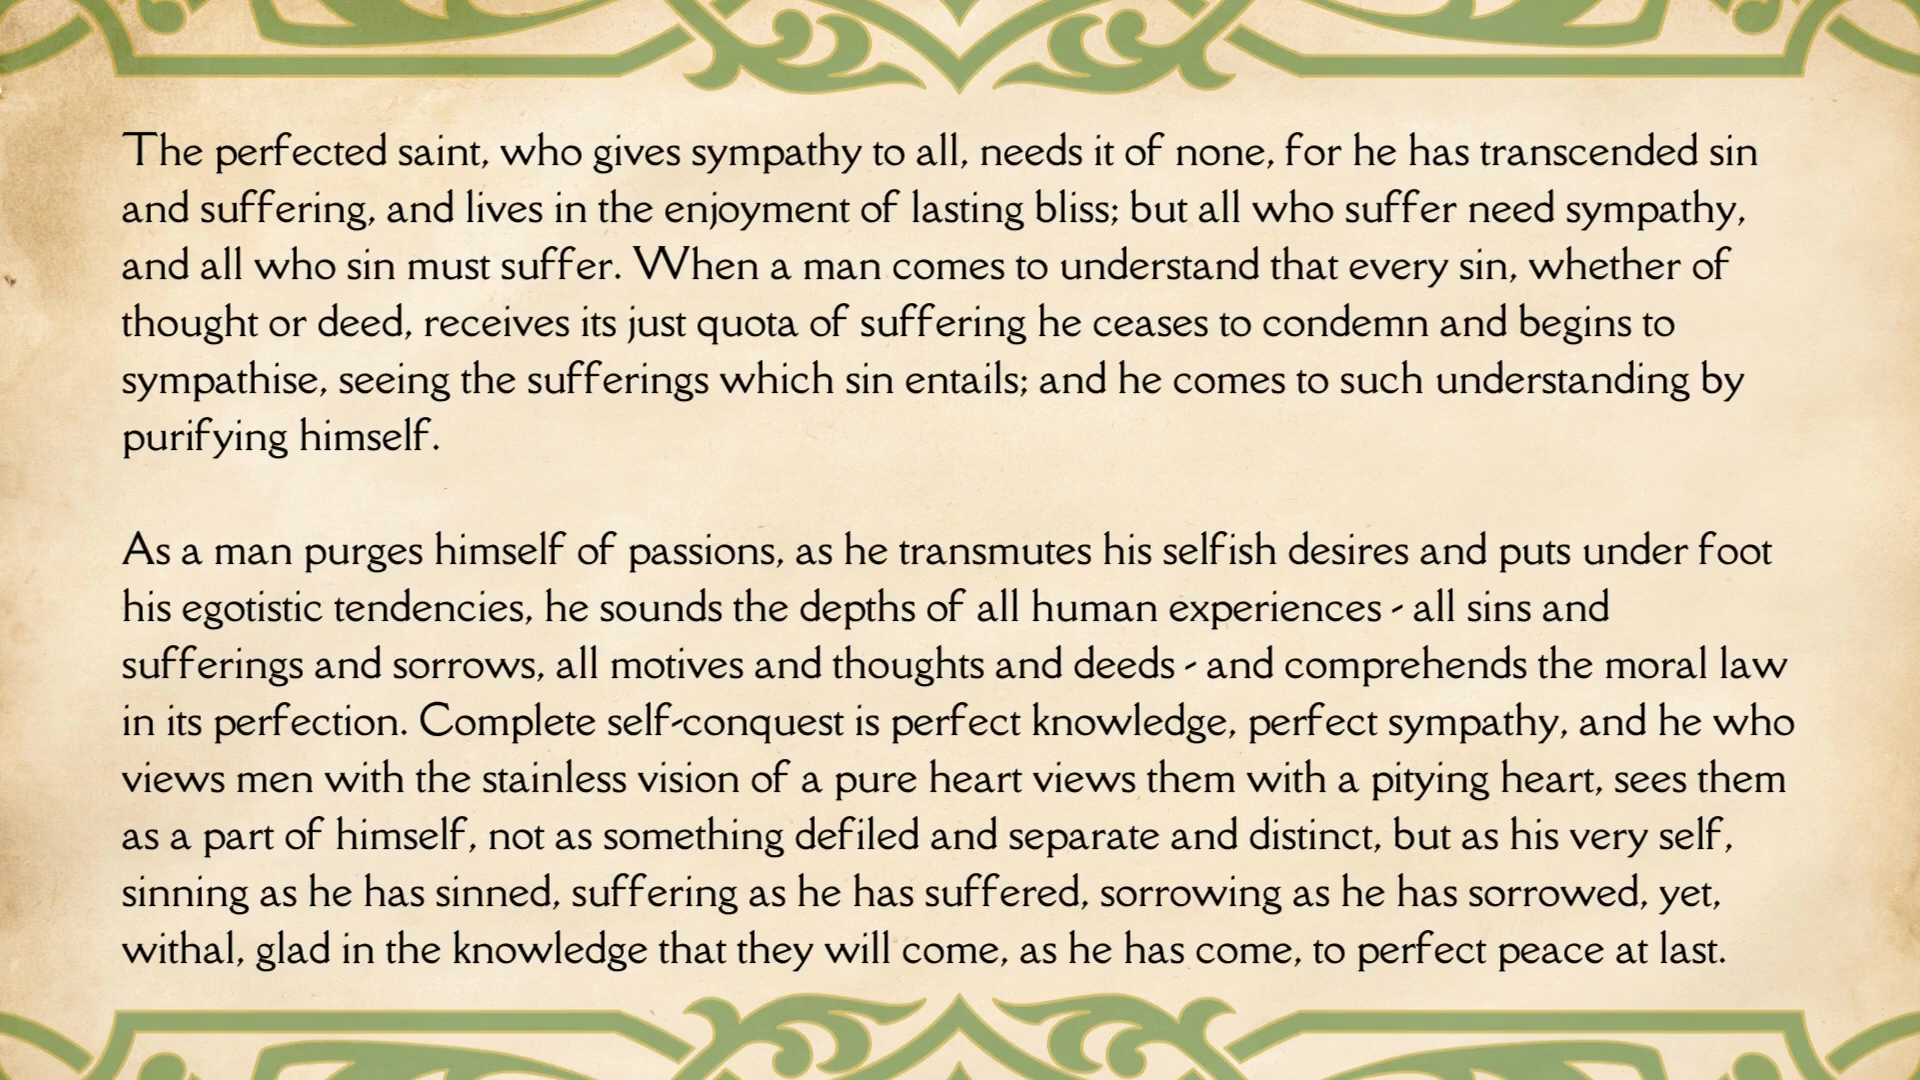 The perfected saint, who gives sympathy to all, needs it of none, for he has transcended sin
and suffering, and lives in the enjoyment of lasting bliss; but all who suffer need sympathy,
and all who sin must suffer. When a man comes to understand that every sin, whether of
thought or deed, receives its just quota of suffering he ceases to condemn and begins to
sympathise, seeing the sufferings which sin entails; and he comes to such understanding by
purifying himself.
As a man purges himself of passions, as he transmutes his selfish desires and puts under foot
his egotistic tendencies, he sounds the depths of all human experiences - all sins and
sufferings and sorrows, all motives and thoughts and deeds - and comprehends the moral law
in its perfection. Complete self-conquest is perfect knowledge, perfect sympathy, and he who
views men with the stainless vision of a pure heart views them with a pitying heart, sees them
as a part of himself, not as something defiled and separate and distinct, but as his very self,
sinning as he has sinned, suffering as he has suffered, sorrowing as he has sorrowed, yet,
withal, glad in the knowledge that they will come, as he has come, to perfect peace at last.